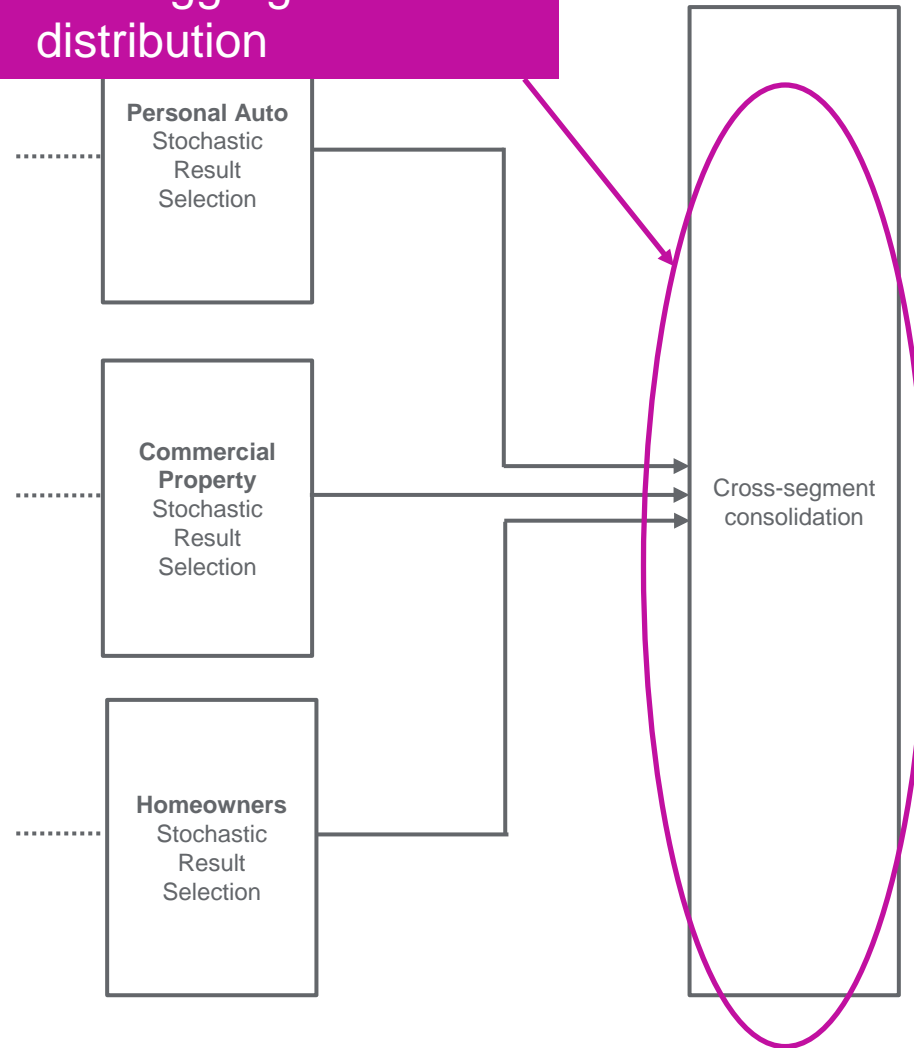 distribution
Personal Auto
Stochastic
Result
Selection
Commercial
Property
Stochastic
Result
Selection
Homeowners
Stochastic
Result
Selection
Cross-segment
consolidation